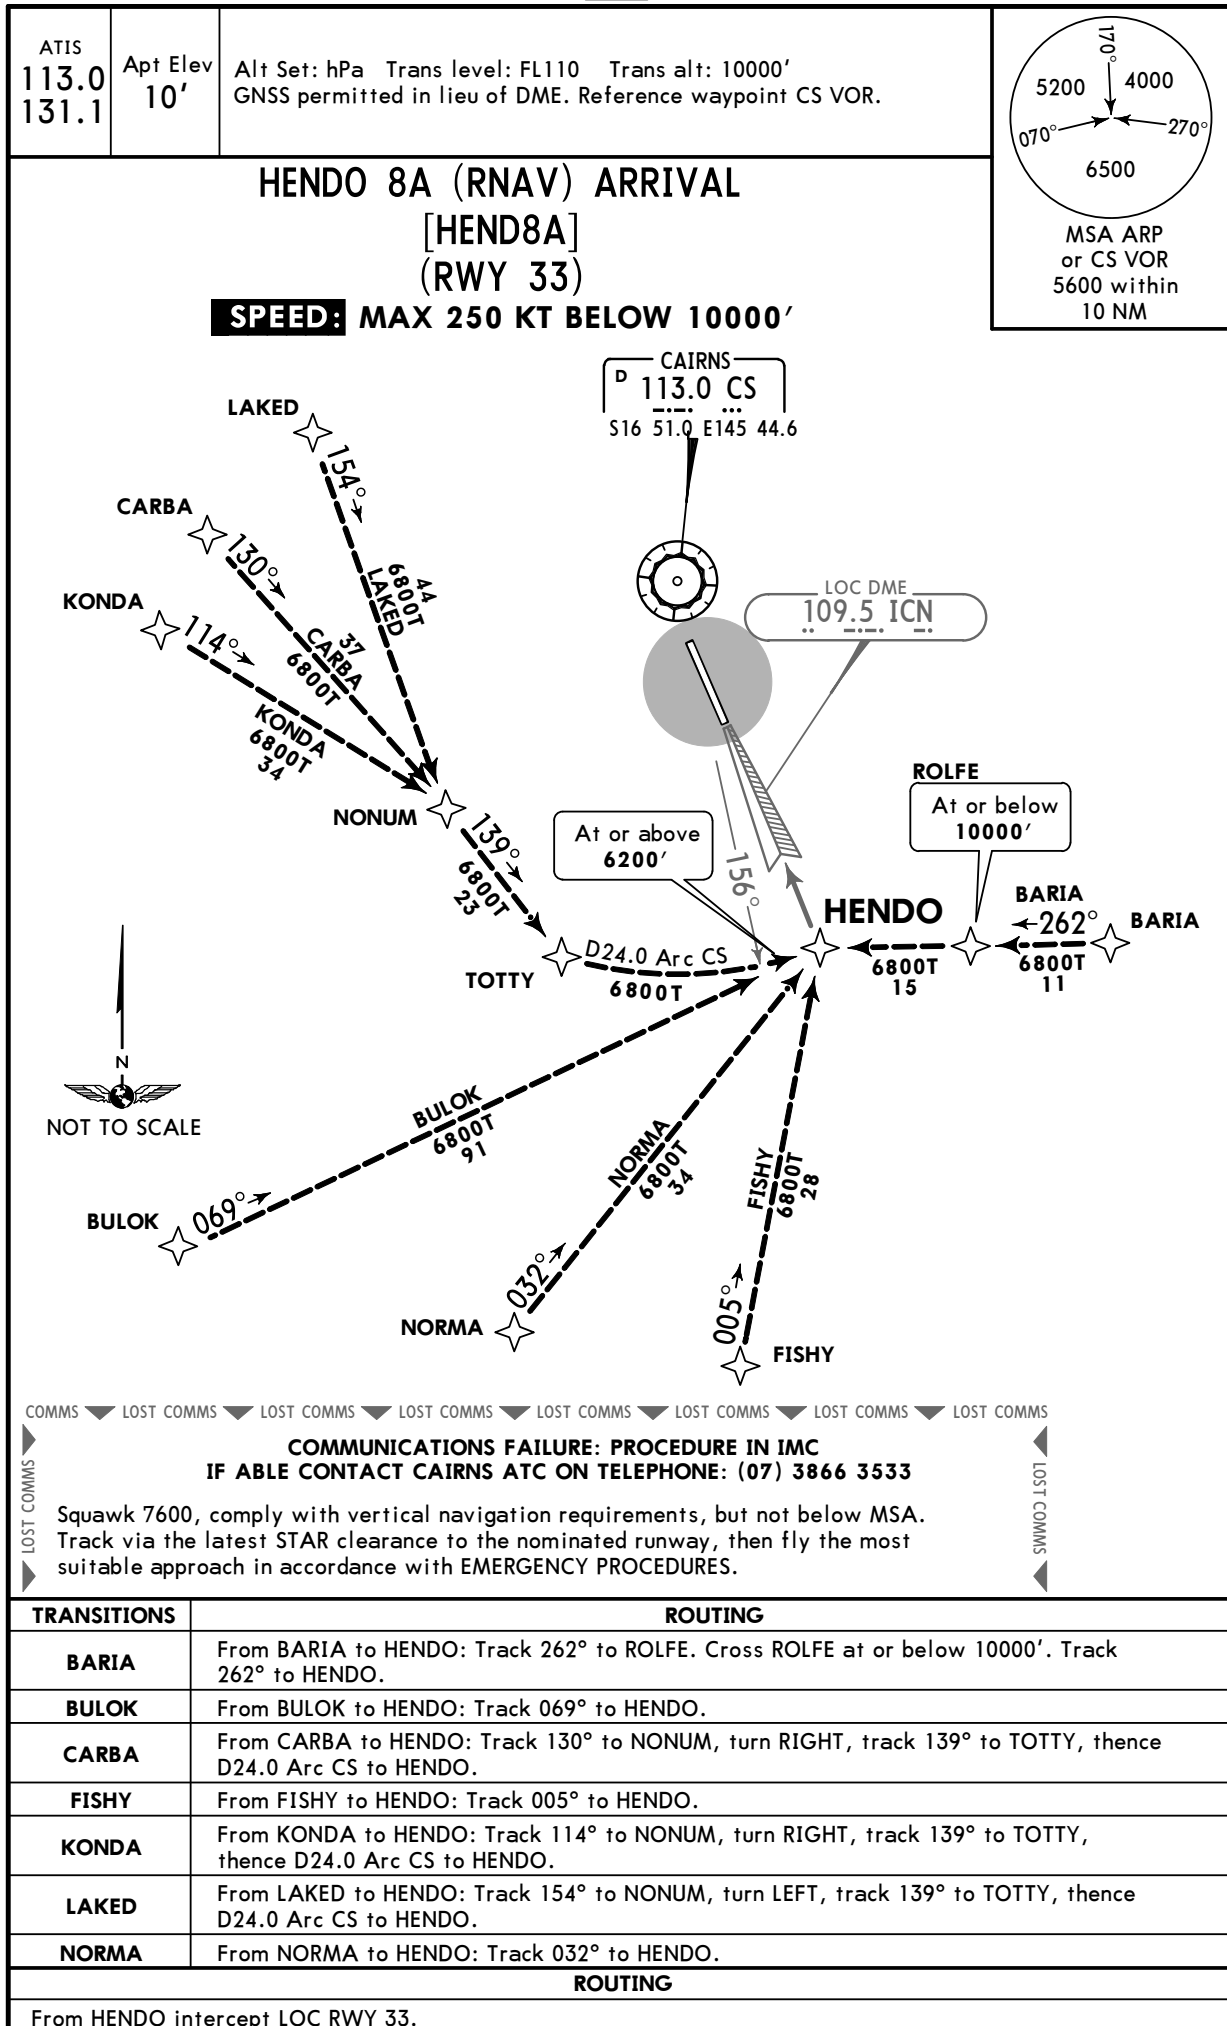 ATIS
113.0
131.1
Apt Elev
10'
Alt Set: hPa Trans level: FL110 Trans alt: 10000'
GNSS permitted in lieu of DME. Reference waypoint CS VOR.
170°
5200
4000
070°
270°
6500
MSA ARP
or CS VOR
5600 within
10 NM
HENDO 8A (RNAV) ARRIVAL
[HEND8A]
(RWY 33)
SPEED: MAX 250 KT BELOW 10000'
CAIRNS
D 113.0 CS
S16 51.0 E145 44.6
LAKED
154°
44
6800T
LAKED
CARBA
130°
37
CARBA
6800T
KONDA
114°
KONDA
6800T
34
LOC DME
109.5 ICN
NONUM
139°
6800T
23
At or above
6200'
156°
ROLFE
At or below
10000'
HENDO
BARIA
262°
BARIA
6800T
15
6800T
11
TOTTY
D24.0 Arc CS
6800T
N
NOT TO SCALE
BULOK
6800T
91
BULOK
069°
NORMA
6800T
34
FISHY
6800T
28
032°
NORMA
005°
FISHY
COMMS LOST COMMS LOST COMMS LOST COMMS LOST COMMS LOST COMMS LOST COMMS LOST COMMS
LOST COMMS
LOST COMMS
COMMUNICATIONS FAILURE: PROCEDURE IN IMC
IF ABLE CONTACT CAIRNS ATC ON TELEPHONE: (07) 3866 3533
Squawk 7600, comply with vertical navigation requirements, but not below MSA.
Track via the latest STAR clearance to the nominated runway, then fly the most
suitable approach in accordance with EMERGENCY PROCEDURES.
TRANSITIONS ROUTING
BARIA
From BARIA to HENDO: Track 262° to ROLFE. Cross ROLFE at or below 10000'. Track
262° to HENDO.
BULOK From BULOK to HENDO: Track 069° to HENDO.
CARBA
From CARBA to HENDO: Track 130° to NONUM, turn RIGHT, track 139° to TOTTY, thence
D24.0 Arc CS to HENDO.
FISHY From FISHY to HENDO: Track 005° to HENDO.
KONDA
From KONDA to HENDO: Track 114° to NONUM, turn RIGHT, track 139° to TOTTY,
thence D24.0 Arc CS to HENDO.
LAKED
From LAKED to HENDO: Track 154° to NONUM, turn LEFT, track 139° to TOTTY, thence
D24.0 Arc CS to HENDO.
NORMA From NORMA to HENDO: Track 032° to HENDO.
ROUTING
From HENDO intercept LOC RWY 33.